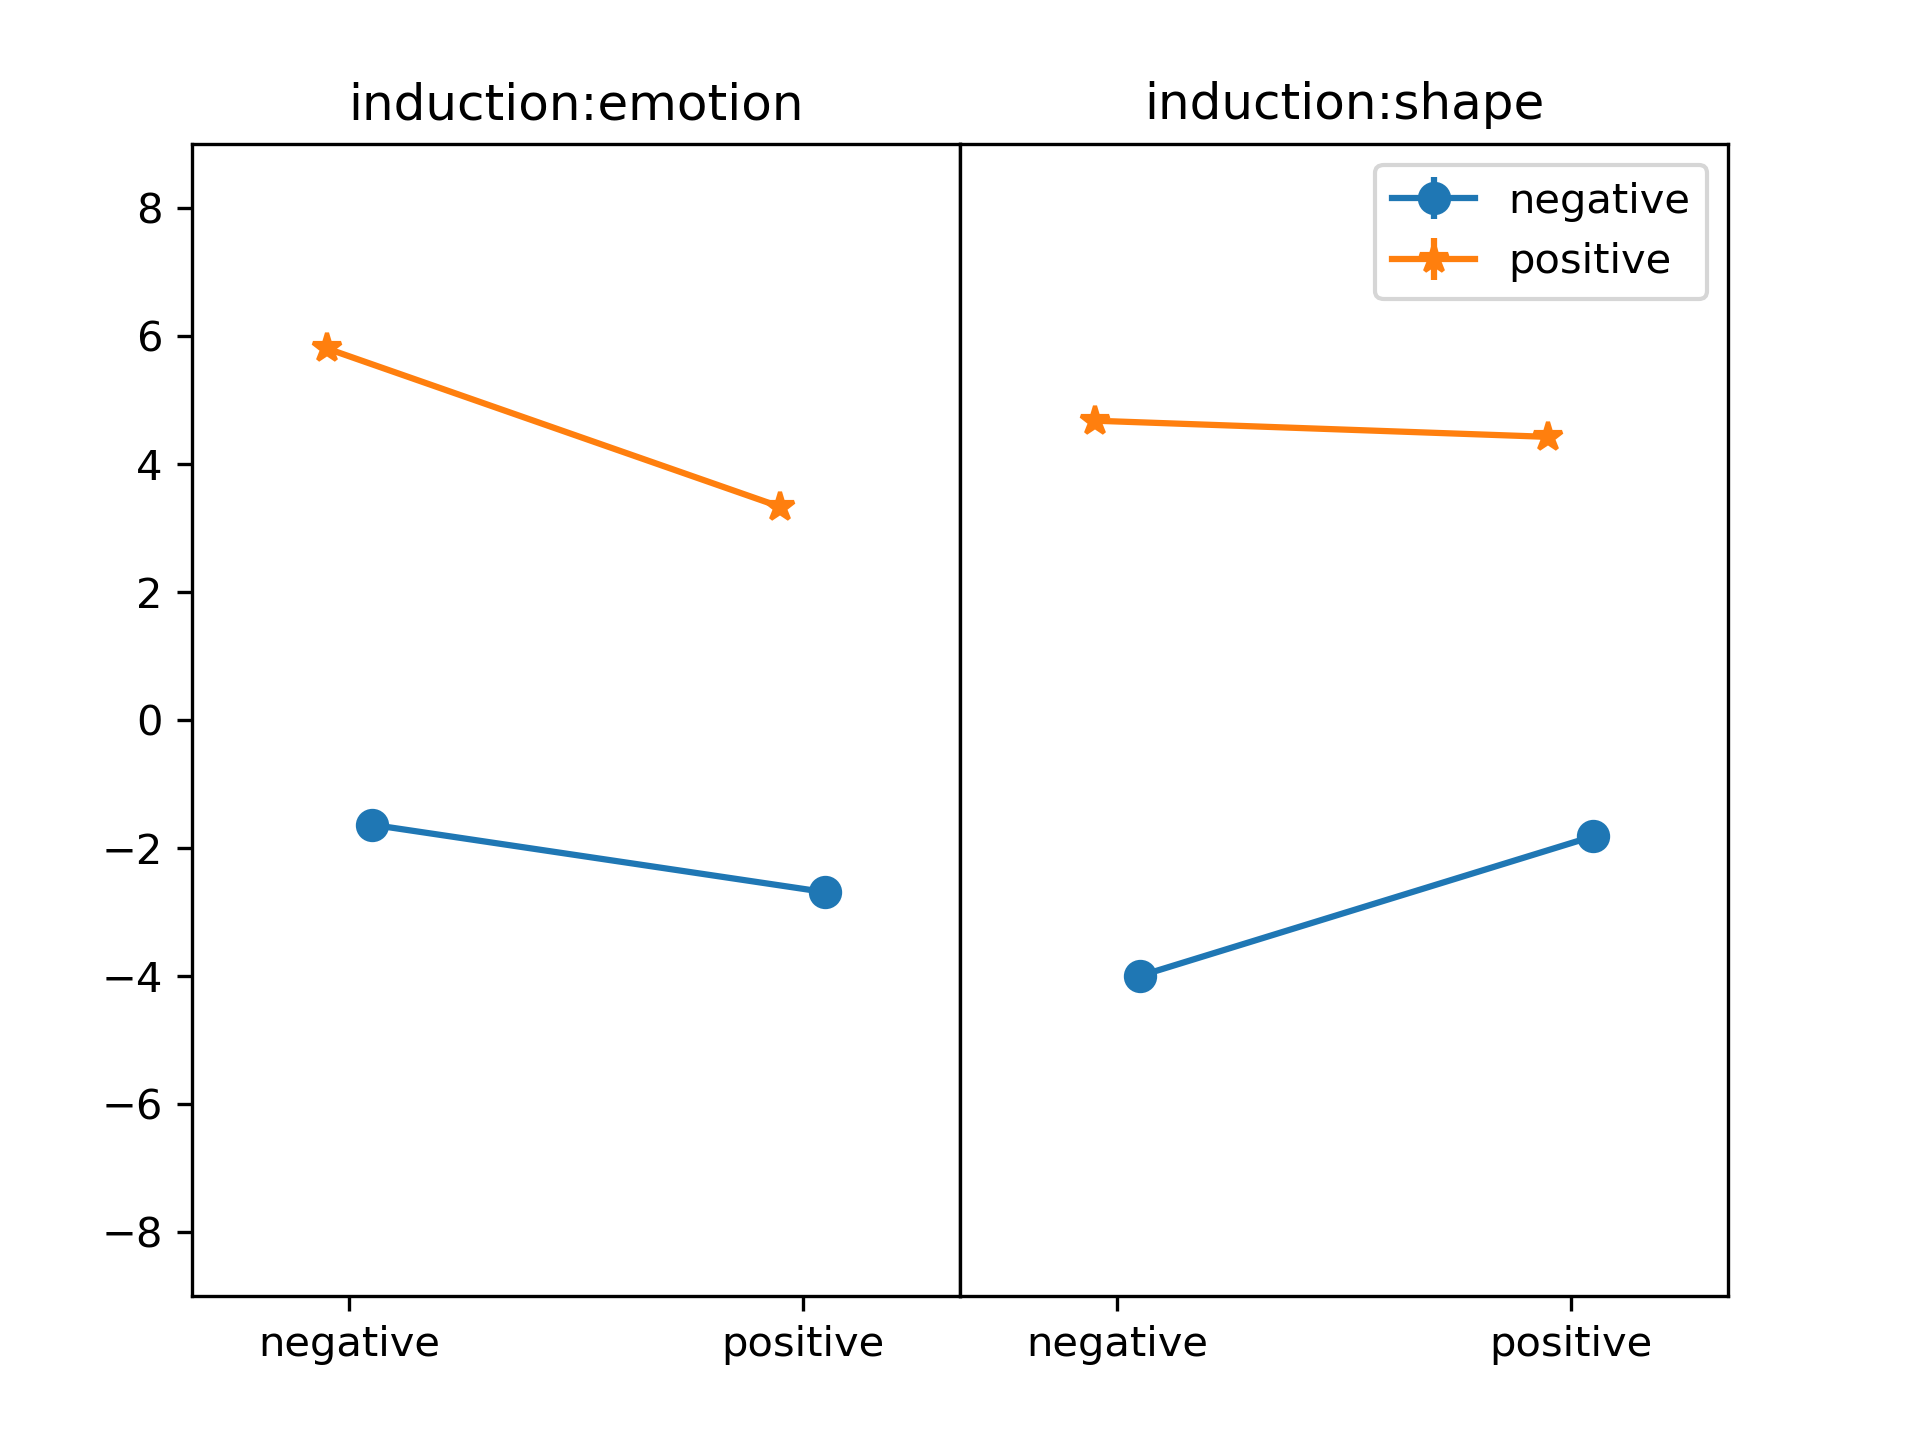 induction:emotion
induction:shape
negative
positive
8
6
4
2
0
−2
−4
−6
−8
negative
positive
negative
positive